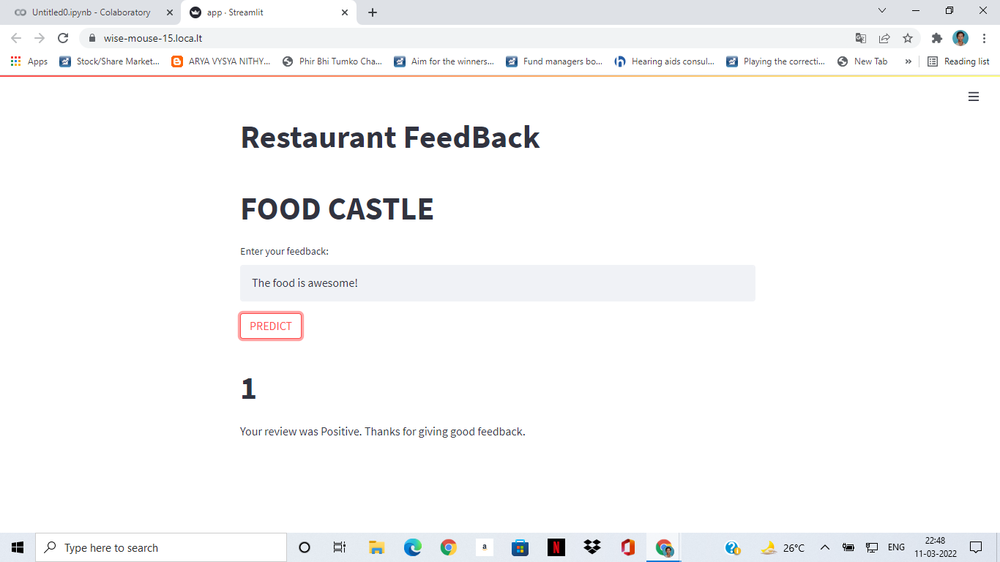 Untitled0.ipynb - Colaboratory
app · Streamlit
wise-mouse-15.loca.lt
Apps
Stock/Share Market...
ARYA VYSYA NITHY...
Phir Bhi Tumko Cha...
Aim for the winners...
Fund managers bo...
Hearing aids consul...
Playing the correcti...
New Tab
»
Reading list
Restaurant FeedBack
FOOD CASTLE
Enter your feedback:
The food is awesome!
PREDICT
1
Your review was Positive. Thanks for giving good feedback.
Type here to search
a
N
26°C
ENG
22:48
11-03-2022